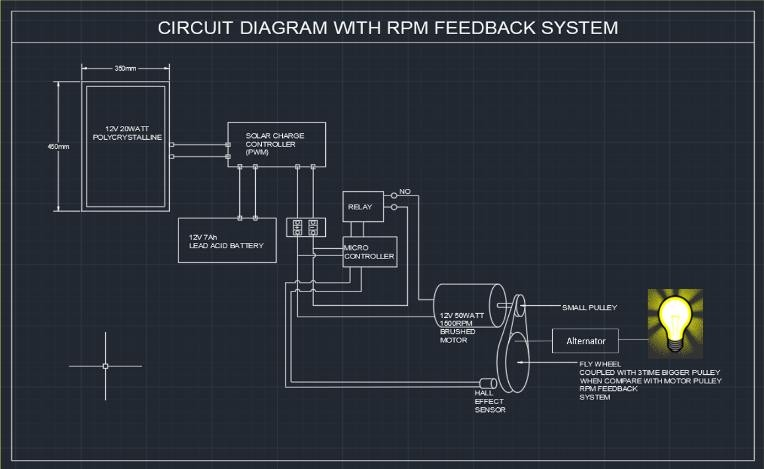 CIRCUIT DIAGRAM WITH RPM FEEDBACK SYSTEM
350mm
12V 20WATT
POLYCRYSTALLINE
450mm
SOLAR CHARGE
CONTROLLER
(PWM)
NO
RELAY
12V 7Ah
LEAD ACID BATTERY
MICRO
CONTROLLER
SMALL PULLEY
12V 50WATT
1500RPM
BRUSHED
MOTOR
Alternator
FLY WHEEL
COUPLED WITH 3TIME BIGGER PULLEY
WHEN COMPARE WITH MOTOR PULLEY
RPM FEEDBACK
SYSTEM
HALL
EFFECT
SENSOR